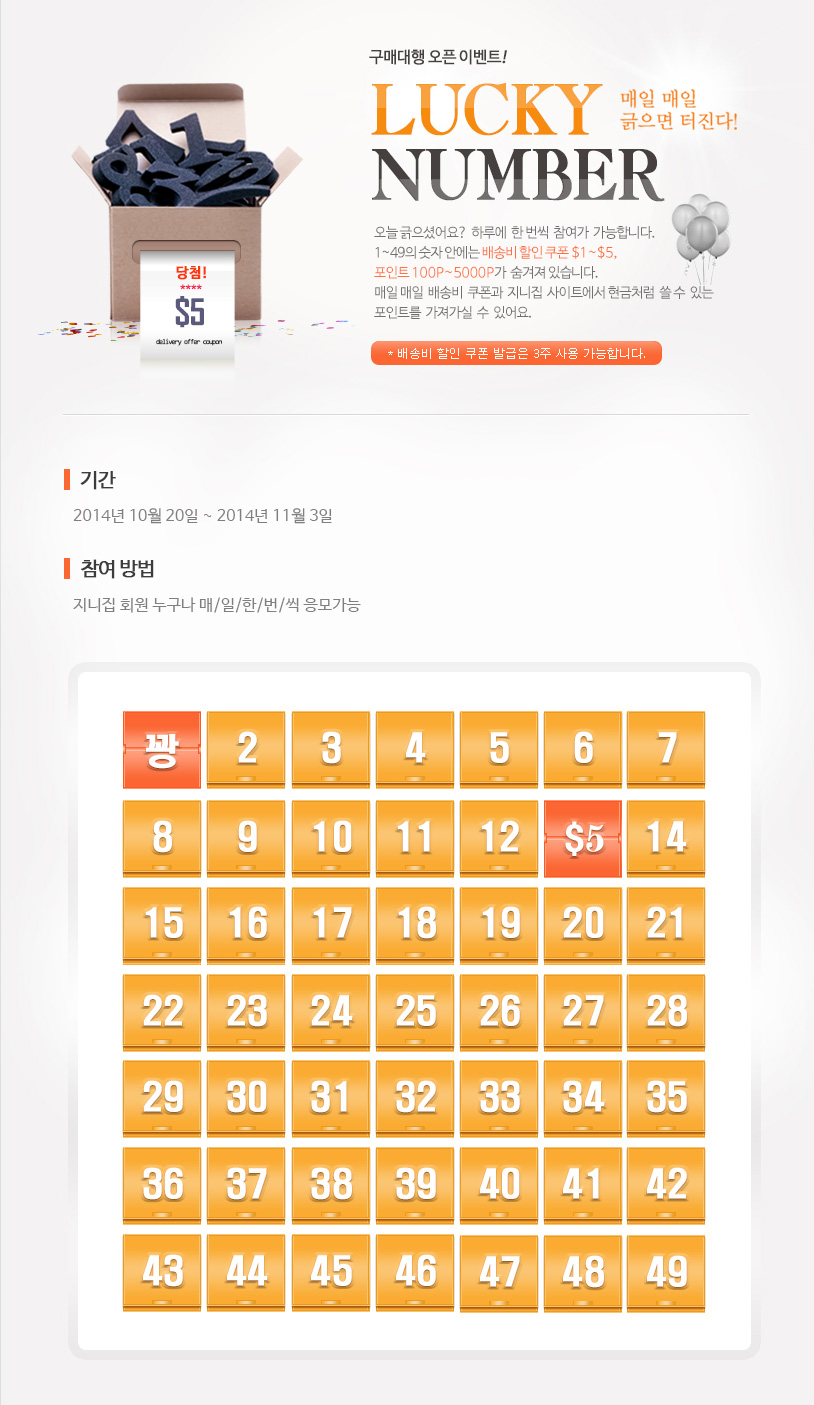 구매대행 오픈 이벤트!
LUCKY
매일 매일
긁으면 터진다!
NUMBER
오늘 긁으셨어요? 하루에 한 번씩 참여가 가능합니다.
1~49의 숫자 안에는 배송비 할인 쿠폰 $1~$5,
포인트 100P~5000P가 숨겨져 있습니다.
매일 매일 배송비 쿠폰과 지니집 사이트에서 현금처럼 쓸 수 있는
포인트를 가져가실 수 있어요.
* 배송비 할인 쿠폰 발급은 3주 사용 가능합니다.
당첨!
****
$5
delivery offer coupon
기간
2014년 10월 20일 ~ 2014년 11월 3일
참여 방법
지니집 회원 누구나 매/일/한/번/씩 응모가능
꽝 2 3 4 5 6 7
8 9 10 11 12 $5 14
15 16 17 18 19 20 21
22 23 24 25 26 27 28
29 30 31 32 33 34 35
36 37 38 39 40 41 42
43 44 45 46 47 48 49